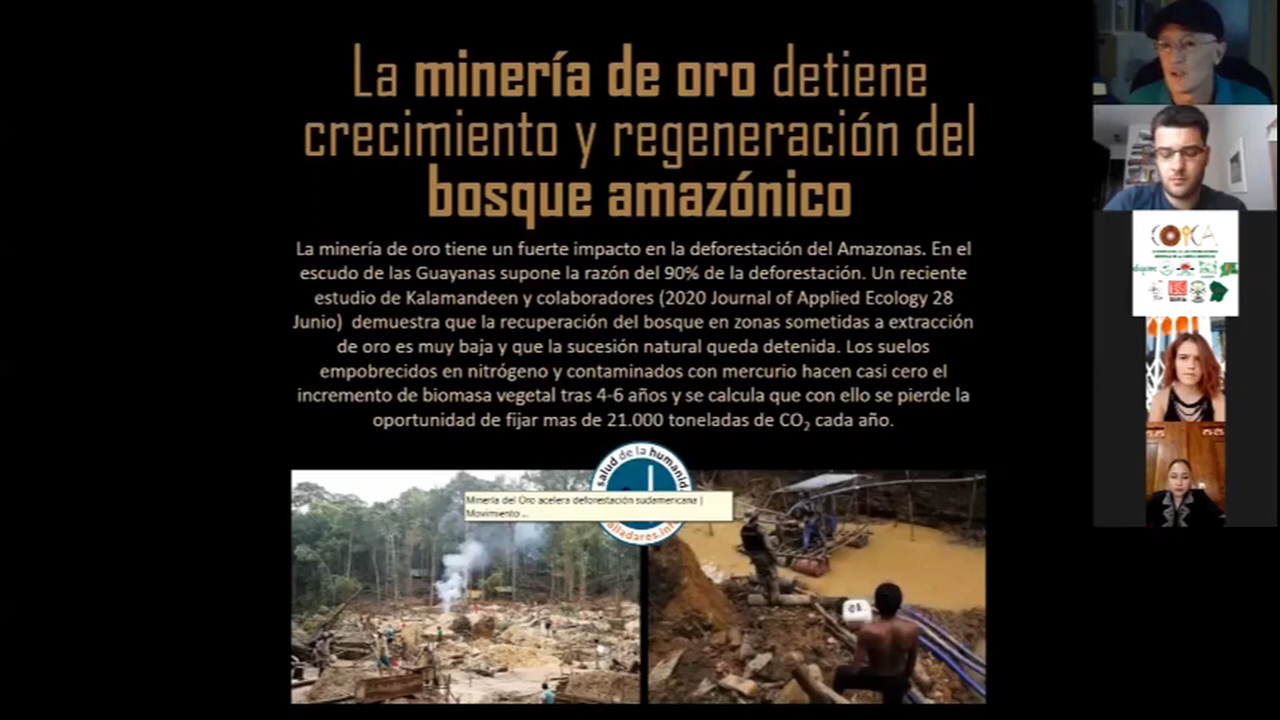 La minería de oro detiene
crecimiento y regeneración del
bosque amazónico
La minería de oro tiene un fuerte impacto en la deforestación del Amazonas. En el
escudo de las Guayanas supone la razón del 90% de la deforestación. Un reciente
estudio de Kalamandeen y colaboradores (2020 Journal of Applied Ecology 28
Junio) demuestra que la recuperación del bosque en zonas sometidas a extracción
de oro es muy baja y que la sucesión natural queda detenida. Los suelos
empobrecidos en nitrógeno y contaminados con mercurio hacen casi cero el
incremento de biomasa vegetal tras 4-6 años y se calcula que con ello se pierde la
oportunidad de fijar mas de 21.000 toneladas de CO₂ cada año.
salud de la humanid
Minería del Oro acelera deforestación sudamericana |
Movimiento ...
alladares.inf
COICA